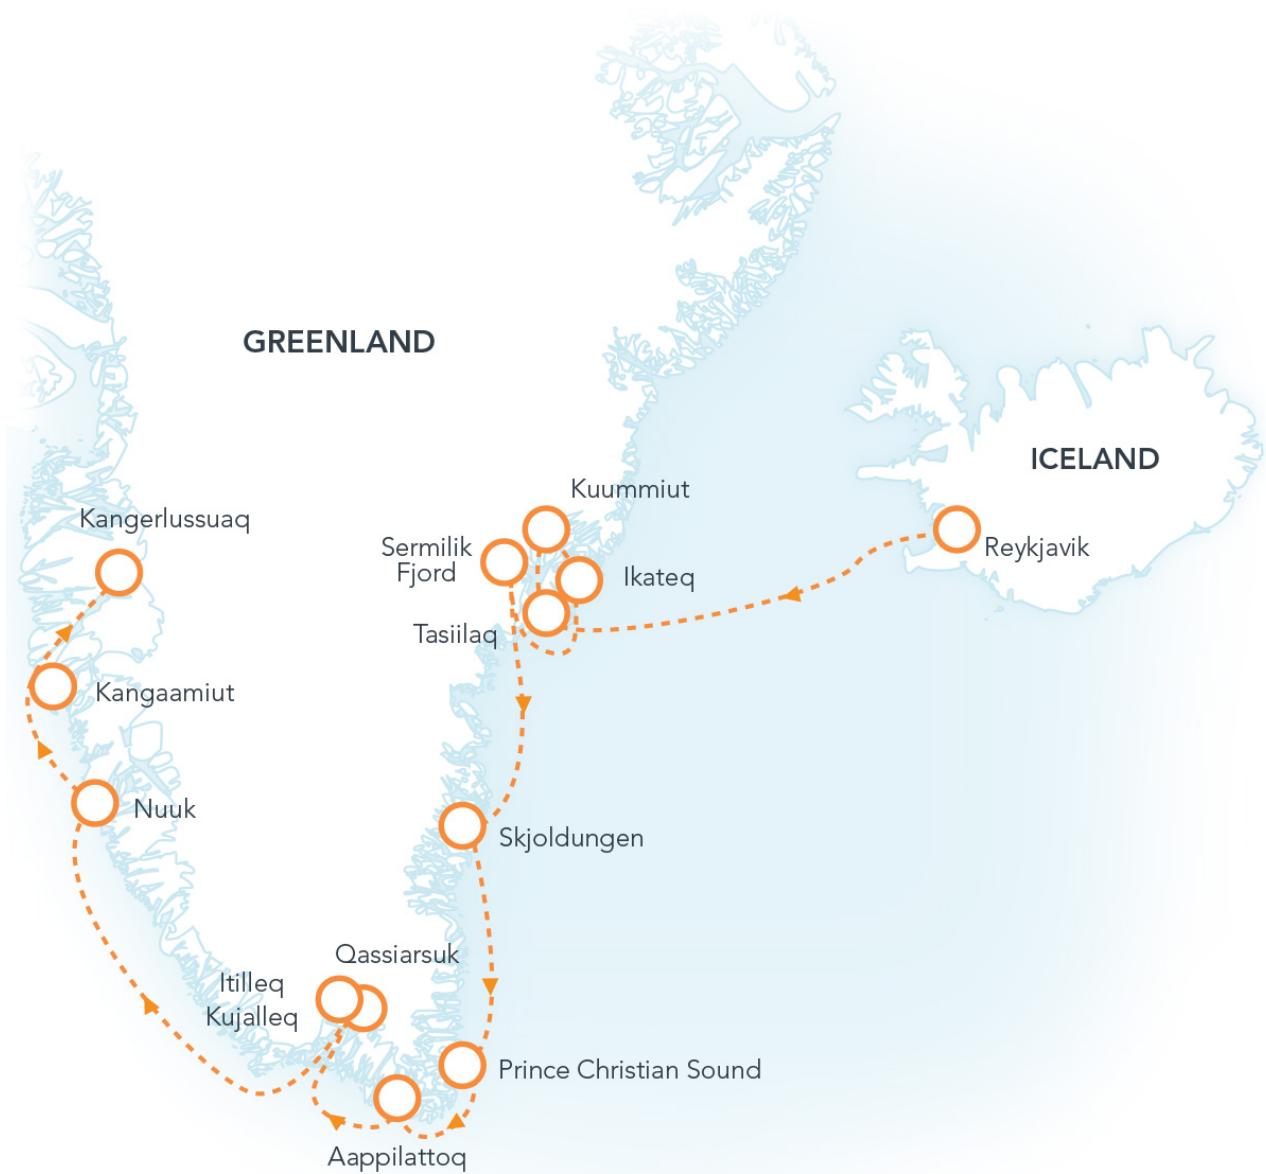 GREENLAND
ICELAND
Kuummiut
Kangerlussuaq
Sermilik
Fjord
Reykjavik
Ikateq
Tasiilaq
Kangaamiut
Nuuk
Skjoldungen
Qassiarsuk
Itilleq
Kujalleq
Prince Christian Sound
Aappilattoq